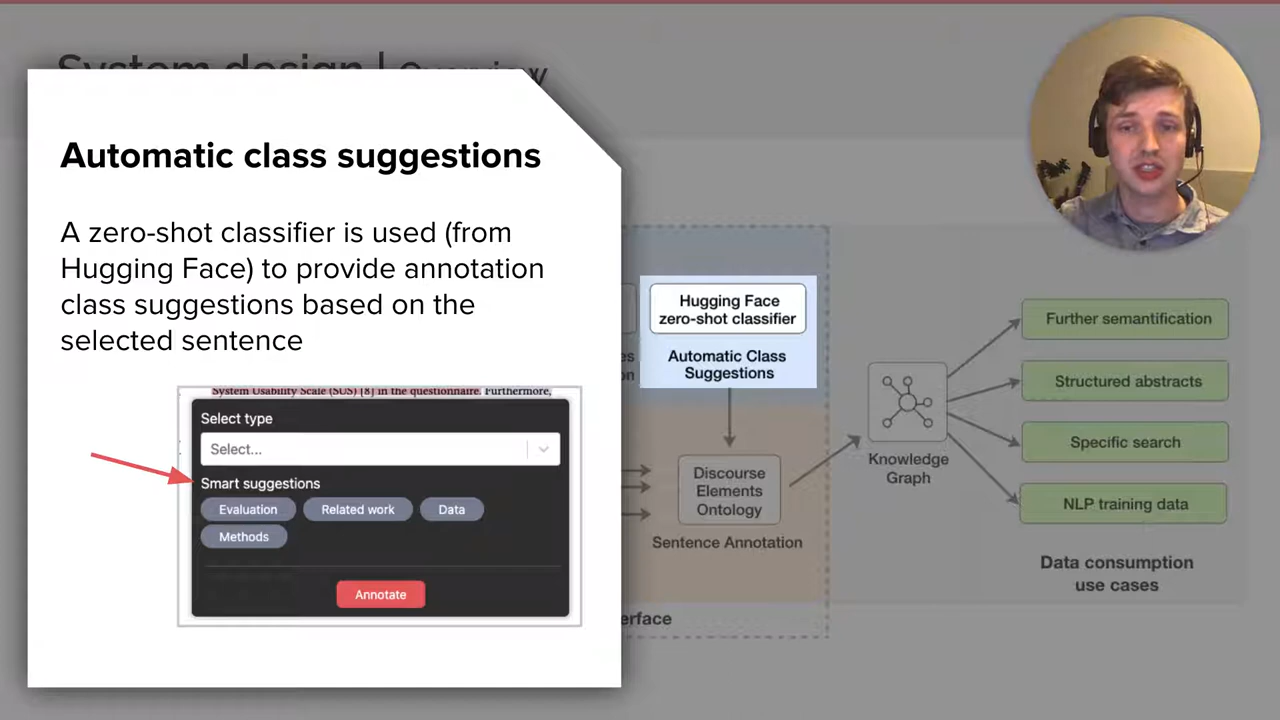 System design | Overview
Automatic class suggestions
A zero-shot classifier is used (from
Hugging Face) to provide annotation
class suggestions based on the
selected sentence
System Usability Scale (SUS) [8] in the questionnaire. Furthermore,
Select type
Select...
Smart suggestions
Evaluation
Related work
Data
Methods
Annotate
Hugging Face
zero-shot classifier
Automatic Class
Suggestions
Discourse
Elements
Ontology
Sentence Annotation
Knowledge
Graph
Further semantification
Structured abstracts
Specific search
NLP training data
Data consumption
use cases